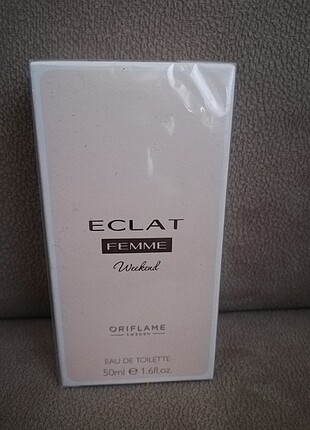 ECLAT
FEMME
Weekend
ORIFLAME
SWEDEN
EAU DE TOILETTE
50ml ℮ 1.6fl.oz.